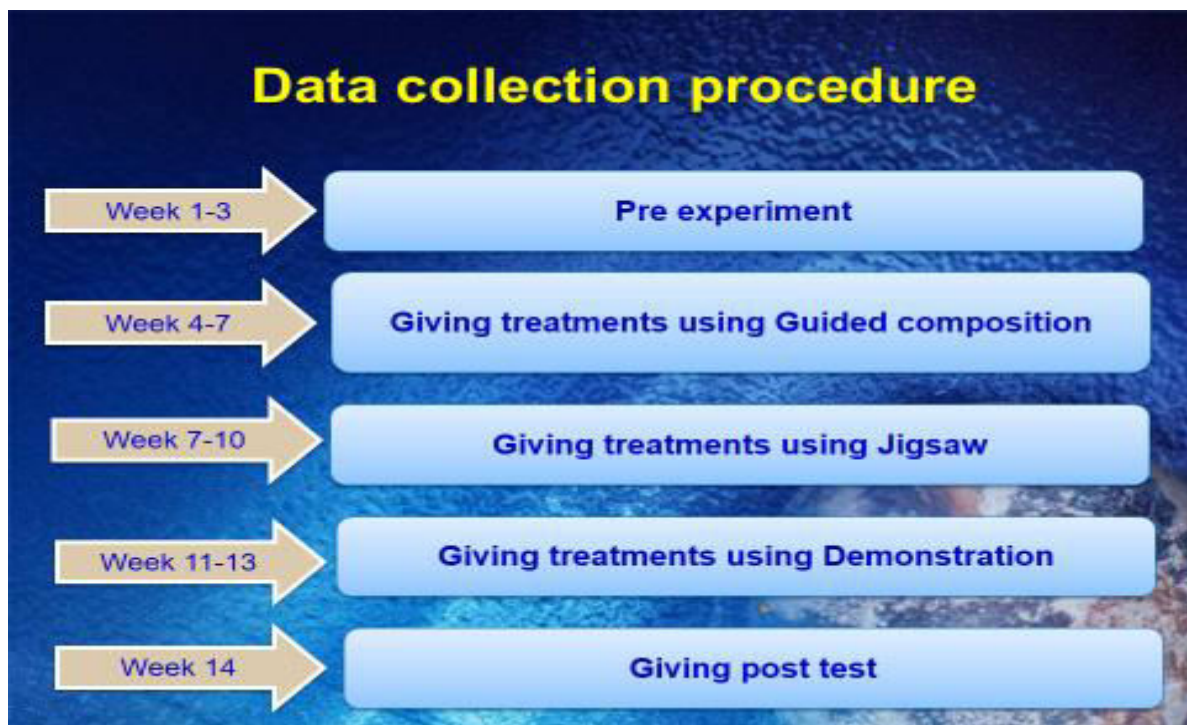 Data collection procedure
Week 1-3
Pre experiment
Week 4-7
Giving treatments using Guided composition
Week 7-10
Giving treatments using Jigsaw
Week 11-13
Giving treatments using Demonstration
Week 14
Giving post test